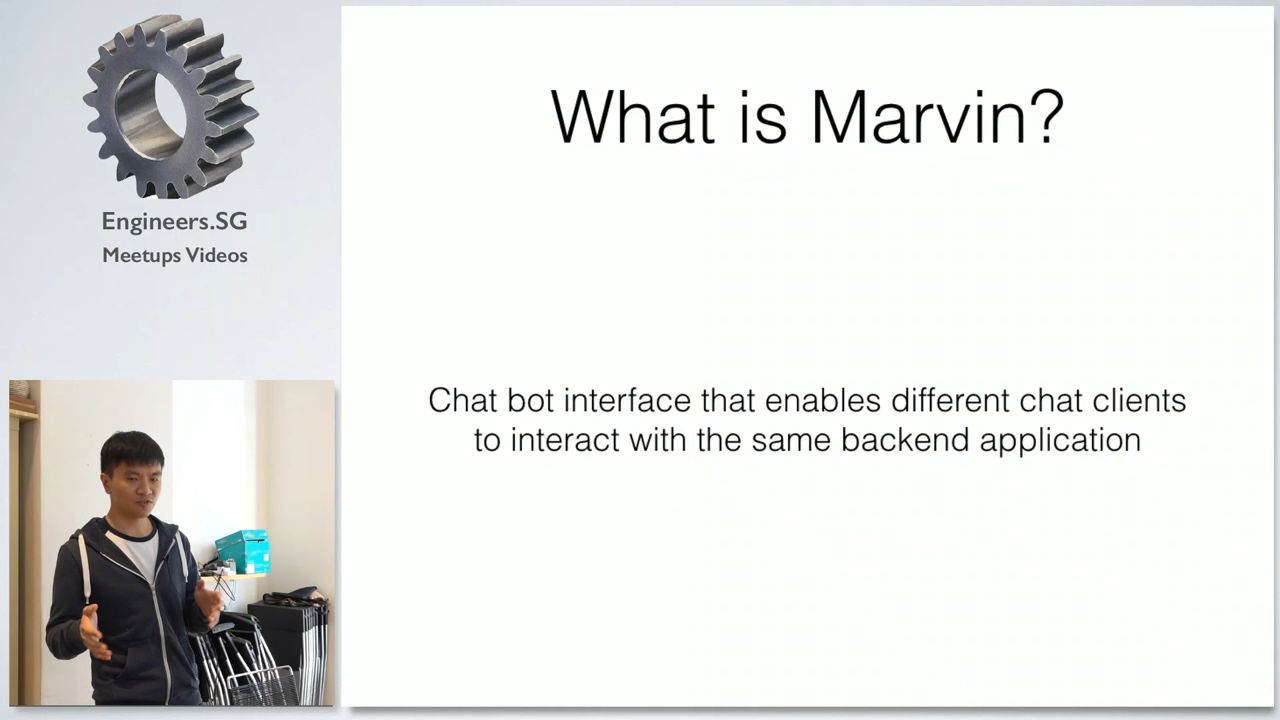 Engineers.SG
Meetups Videos
What is Marvin?
Chat bot interface that enables different chat clients
to interact with the same backend application